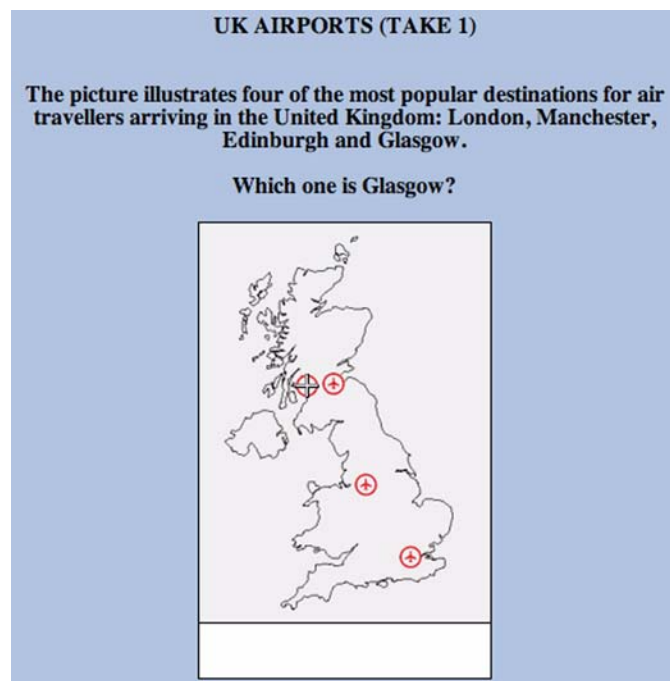 UK AIRPORTS (TAKE 1)
The picture illustrates four of the most popular destinations for air
travellers arriving in the United Kingdom: London, Manchester,
Edinburgh and Glasgow.
Which one is Glasgow?